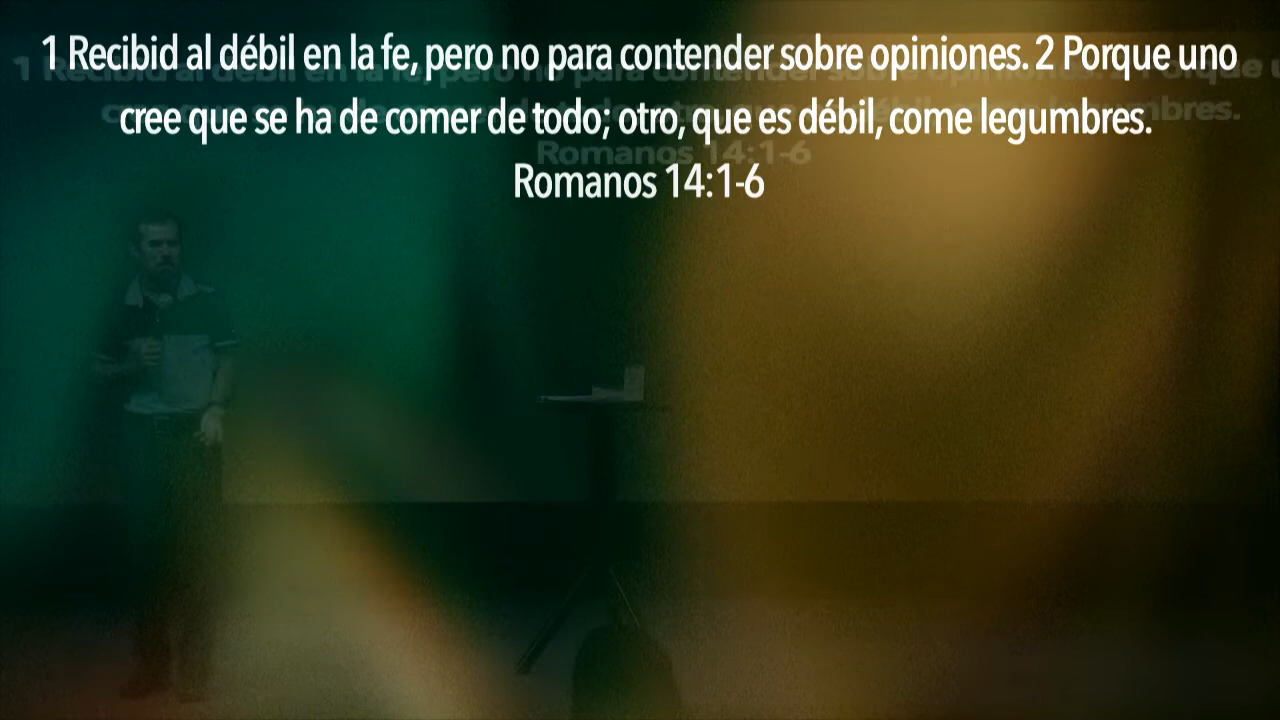 1 Recibid al débil en la fe, pero no para contender sobre opiniones. 2 Porque uno
cree que se ha de comer de todo; otro, que es débil, come legumbres.
Romanos 14:1-6